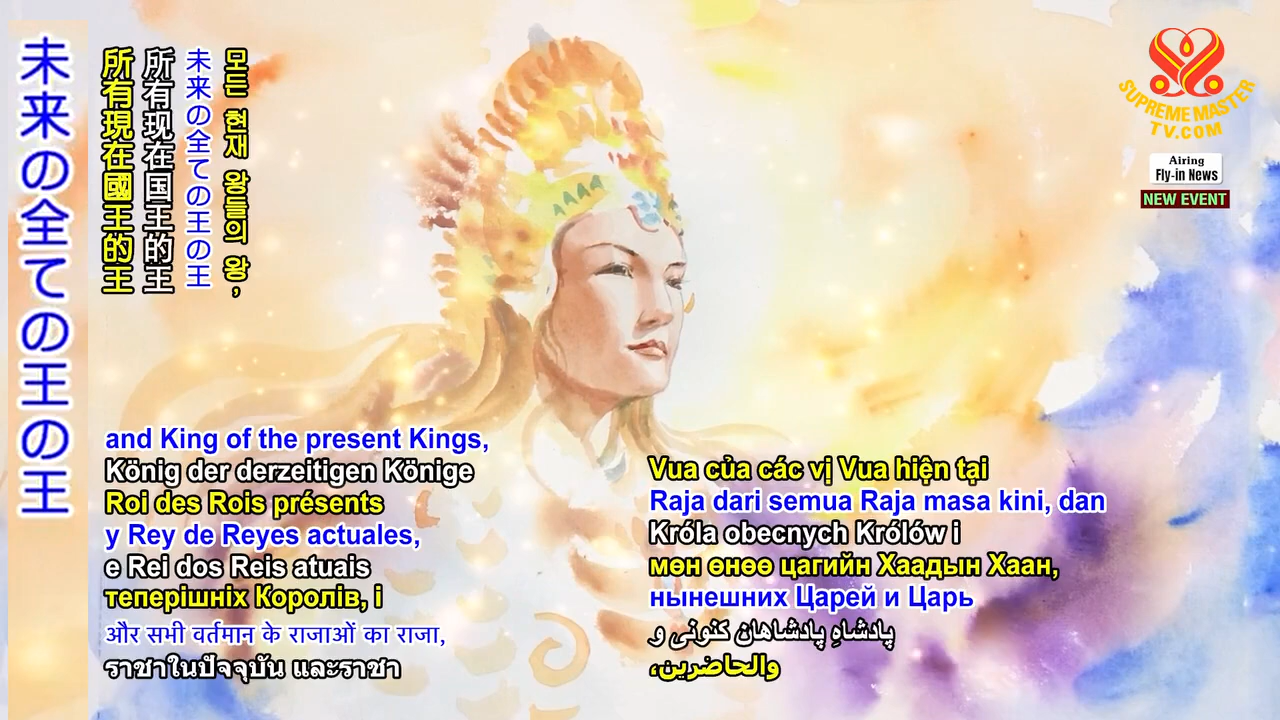 未来の全ての王の王
所有現在國王的王
所有现在国王的王
未来の全ての王の王
모든 현재 왕들의 왕,
SUPREME MASTER
TV.COM
Airing
Fly-in News
NEW EVENT
and King of the present Kings,
König der derzeitigen Könige
Roi des Rois présents
y Rey de Reyes actuales,
e Rei dos Reis atuais
теперішніх Королів, і
और सभी वर्तमान के राजाओं का राजा,
ราชาในปัจจุบัน และราชา
Vua của các vị Vua hiện tại
Raja dari semua Raja masa kini, dan
Króla obecnych Królów i
мөн өнөө цагийн Хаадын Хаан,
нынешних Царей и Царь
پادشاهِ پادشاهان کنونی و
والحاضرين،